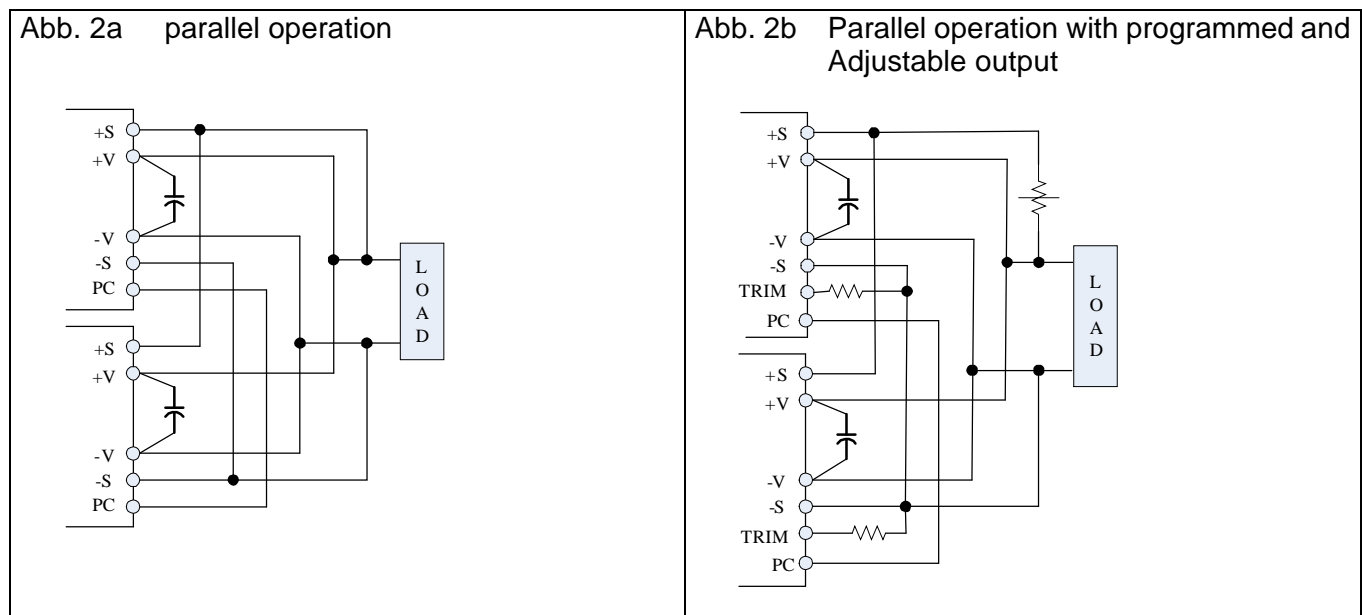 Abb. 2a parallel operation
+S
+V
-V
-S
PC
+S
+V
-V
-S
PC
L
O
A
D
Abb. 2b Parallel operation with programmed and
Adjustable output
+S
+V
-V
-S
TRIM
PC
+S
+V
-V
-S
TRIM
PC
L
O
A
D